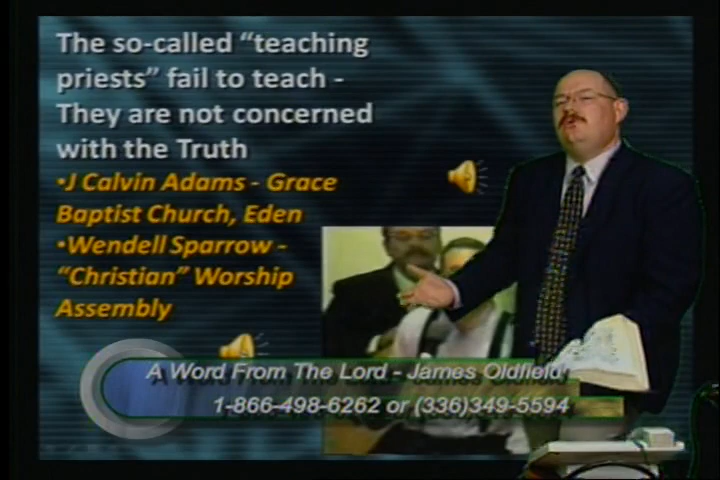 The so-called “teaching
priests” fail to teach -
They are not concerned
with the Truth
•J Calvin Adams - Grace
Baptist Church, Eden
•Wendell Sparrow -
“Christian” Worship
Assembly
A Word From The Lord - James Oldfield
1-866-498-6262 or (336)349-5594